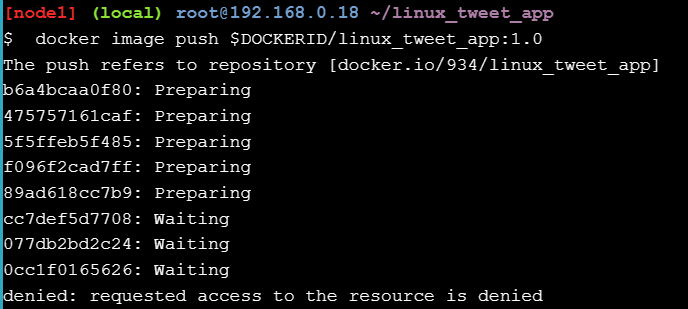 [node1] (local) root@192.168.0.18 ~/linux_tweet_app
$  docker image push $DOCKERID/linux_tweet_app:1.0
The push refers to repository [docker.io/934/linux_tweet_app]
b6a4bcaa0f80: Preparing
475757161caf: Preparing
5f5ffeb5f485: Preparing
f096f2cad7ff: Preparing
89ad618cc7b9: Preparing
cc7def5d7708: Waiting
077db2bd2c24: Waiting
0cc1f0165626: Waiting
denied: requested access to the resource is denied